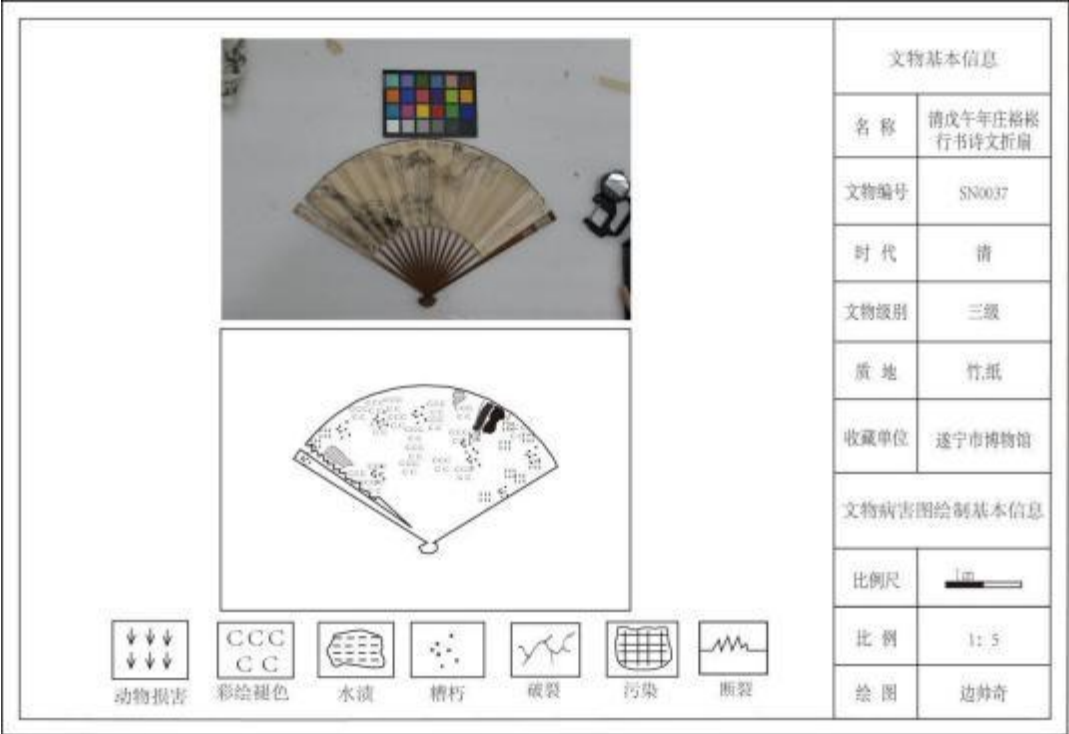 文物基本信息
名 称
清戊午年庄裕崧
行书诗文折扇
文物编号
SN0037
时 代
清
文物级别
三级
质 地
竹,纸
收藏单位
遂宁市博物馆
文物病害图绘制基本信息
比例尺
1cm
比 例
1: 5
绘 图
边帅奇
动物损害
彩绘褪色
水渍
糟朽
破裂
污染
断裂